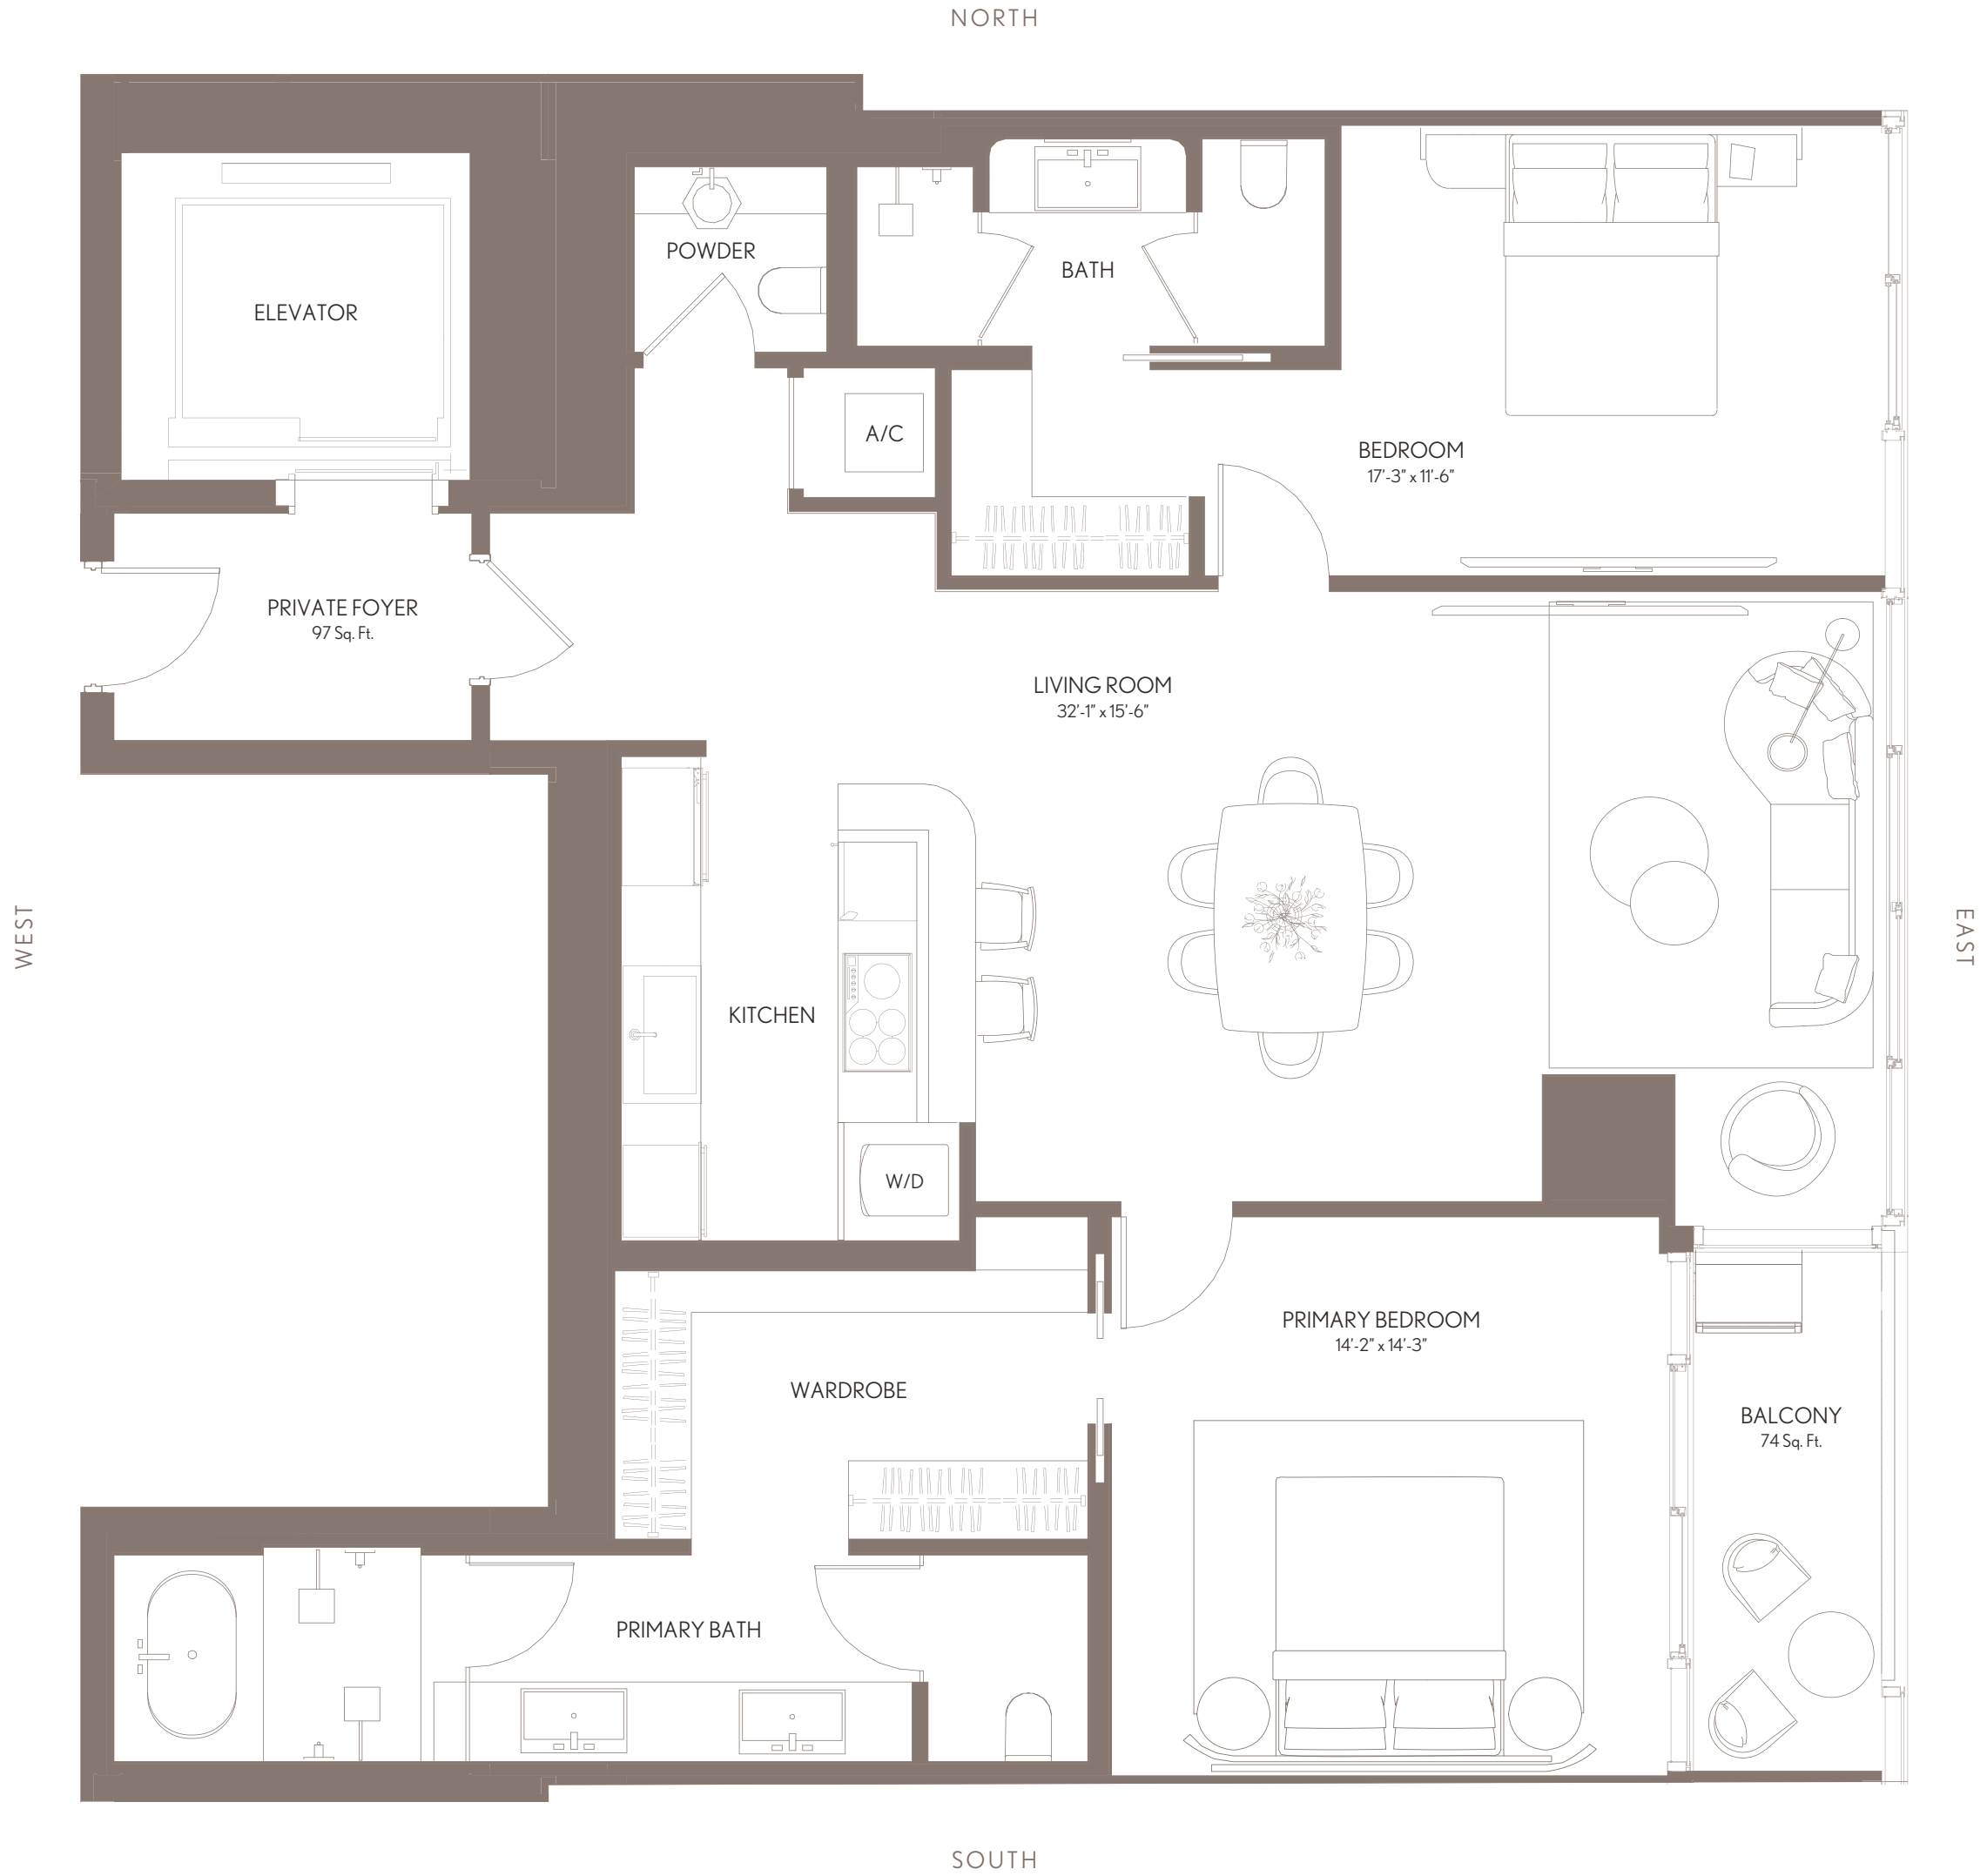 NORTH
POWDER
BATH
ELEVATOR
A/C
BEDROOM
17'-3" x 11'-6"
PRIVATE FOYER
97 Sq. Ft.
LIVING ROOM
32'-1" x 15'-6"
WEST
EAST
KITCHEN
W/D
PRIMARY BEDROOM
14'-2" x 14'-3"
WARDROBE
BALCONY
74 Sq. Ft.
PRIMARY BATH
SOUTH